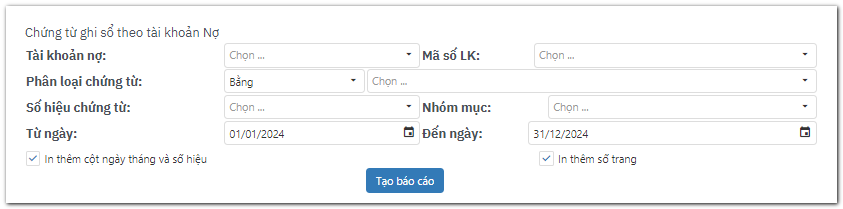 Chứng từ ghi sổ theo tài khoản Nợ
Tài khoản nợ: Chọn ... Mã số LK: Chọn ...
Phân loại chứng từ: Bằng Chọn ...
Số hiệu chứng từ: Chọn ... Nhóm mục: Chọn ...
Từ ngày: 01/01/2024 Đến ngày: 31/12/2024
In thêm cột ngày tháng và số hiệu In thêm số trang
Tạo báo cáo